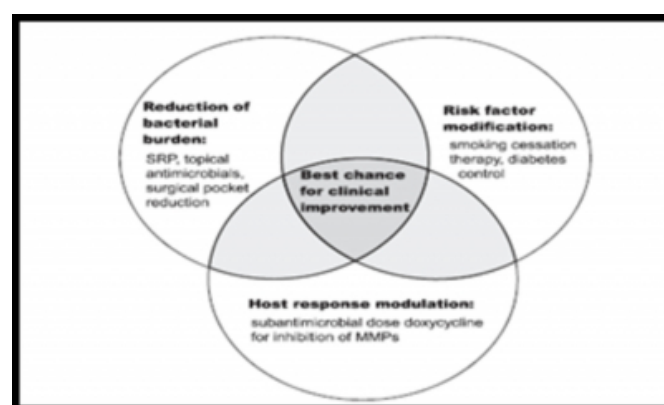 Reduction of
bacterial
burden:
SRP, topical
antimicrobials,
surgical pocket
reduction
Risk factor
modification:
smoking cessation
therapy, diabetes
control
Best chance
for clinical
improvement
Host response modulation:
subantimicrobial dose doxycycline
for inhibition of MMPs